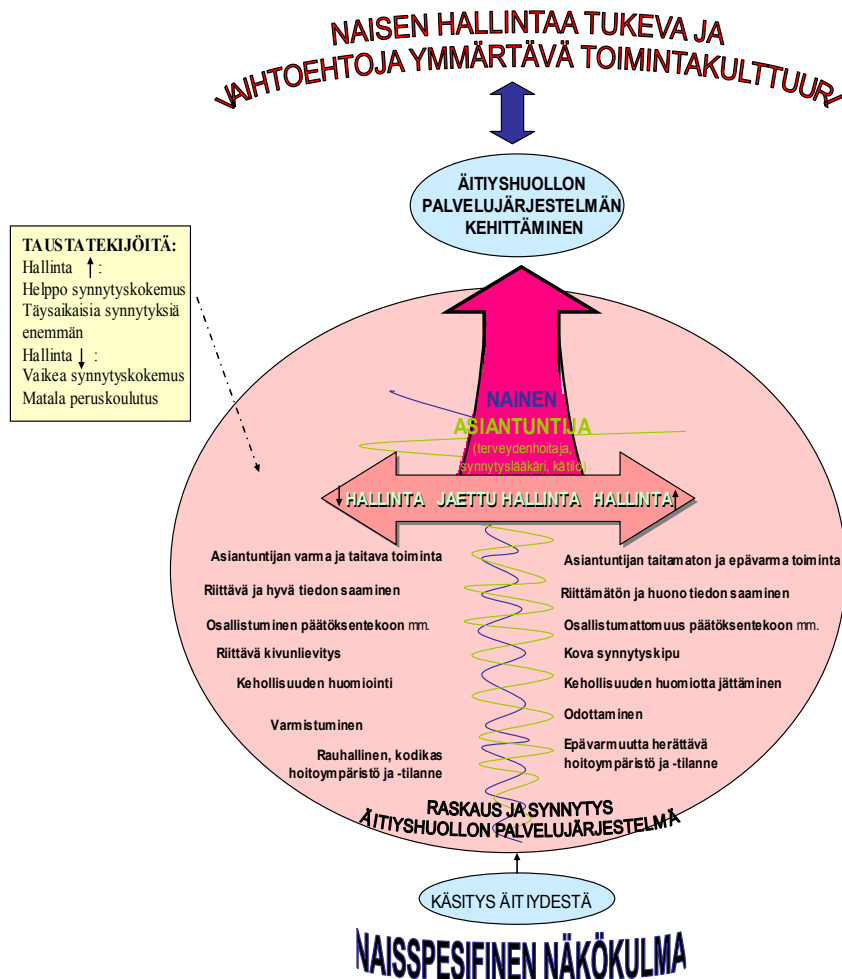 NAISEN HALLINTAA TUKEVA JA
VAIHTOEHTOJA YMMÄRTÄVÄ TOIMINTAKULTTUURI
ÄITIYSHUOLLON
PALVELUJÄRJESTELMÄN
KEHITTÄMINEN
TAUSTATEKIJÖITÄ:
Hallinta ↑ :
Helppo synnytyskokemus
Täysaikaisia synnytyksiä
enemmän
Hallinta ↓ :
Vaikea synnytyskokemus
Matala peruskoulutus
NAINEN
ASIANTUNTIJA
(terveydenhoitaja,
synnytyslääkäri, kätilö)
↓ HALLINTA JAETTU HALLINTA HALLINTA ↑
Asiantuntijan varma ja taitava toiminta
Riittävä ja hyvä tiedon saaminen
Osallistuminen päätöksentekoon mm.
Riittävä kivunlievitys
Kehollisuuden huomiointi
Varmistuminen
Rauhallinen, kodikas
hoitoympäristö ja -tilanne
Asiantuntijan taitamaton ja epävarma toiminta
Riittämätön ja huono tiedon saaminen
Osallistumattomuus päätöksentekoon mm.
Kova synnytyskipu
Kehollisuuden huomiotta jättäminen
Odottaminen
Epävarmuutta herättävä
hoitoympäristö ja -tilanne
RASKAUS JA SYNNYTYS
ÄITIYSHUOLLON PALVELUJÄRJESTELMÄ
KÄSITYS ÄITIYDESTÄ
NAISSPESIFINEN NÄKÖKULMA